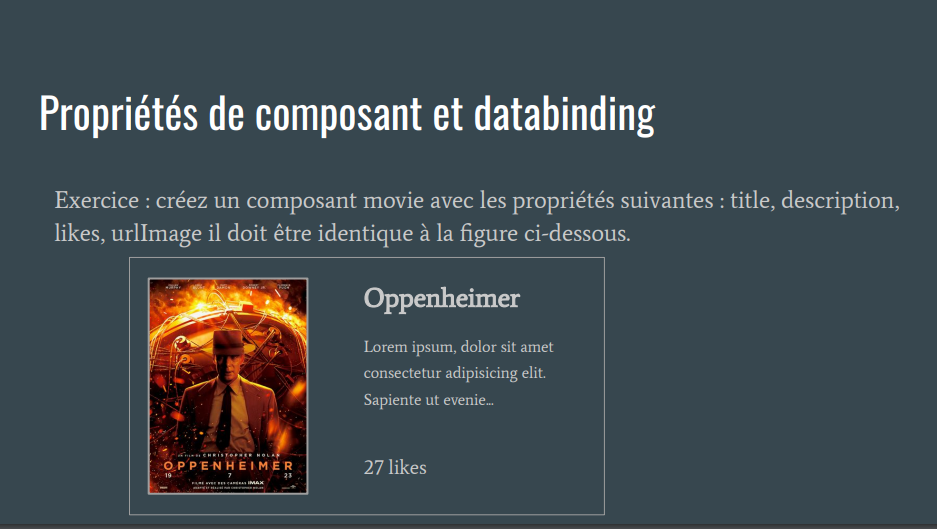 Propriétés de composant et databinding
Exercice : créez un composant movie avec les propriétés suivantes : title, description,
likes, urlImage il doit être identique à la figure ci-dessous.
Oppenheimer
Lorem ipsum, dolor sit amet
consectetur adipisicing elit.
Sapiente ut evenie...
27 likes
UN FILM DE CHRISTOPHER NOLAN
OPPENHEIMER
19 7 23
FILMÉ AVEC DES CAMÉRAS IMAX